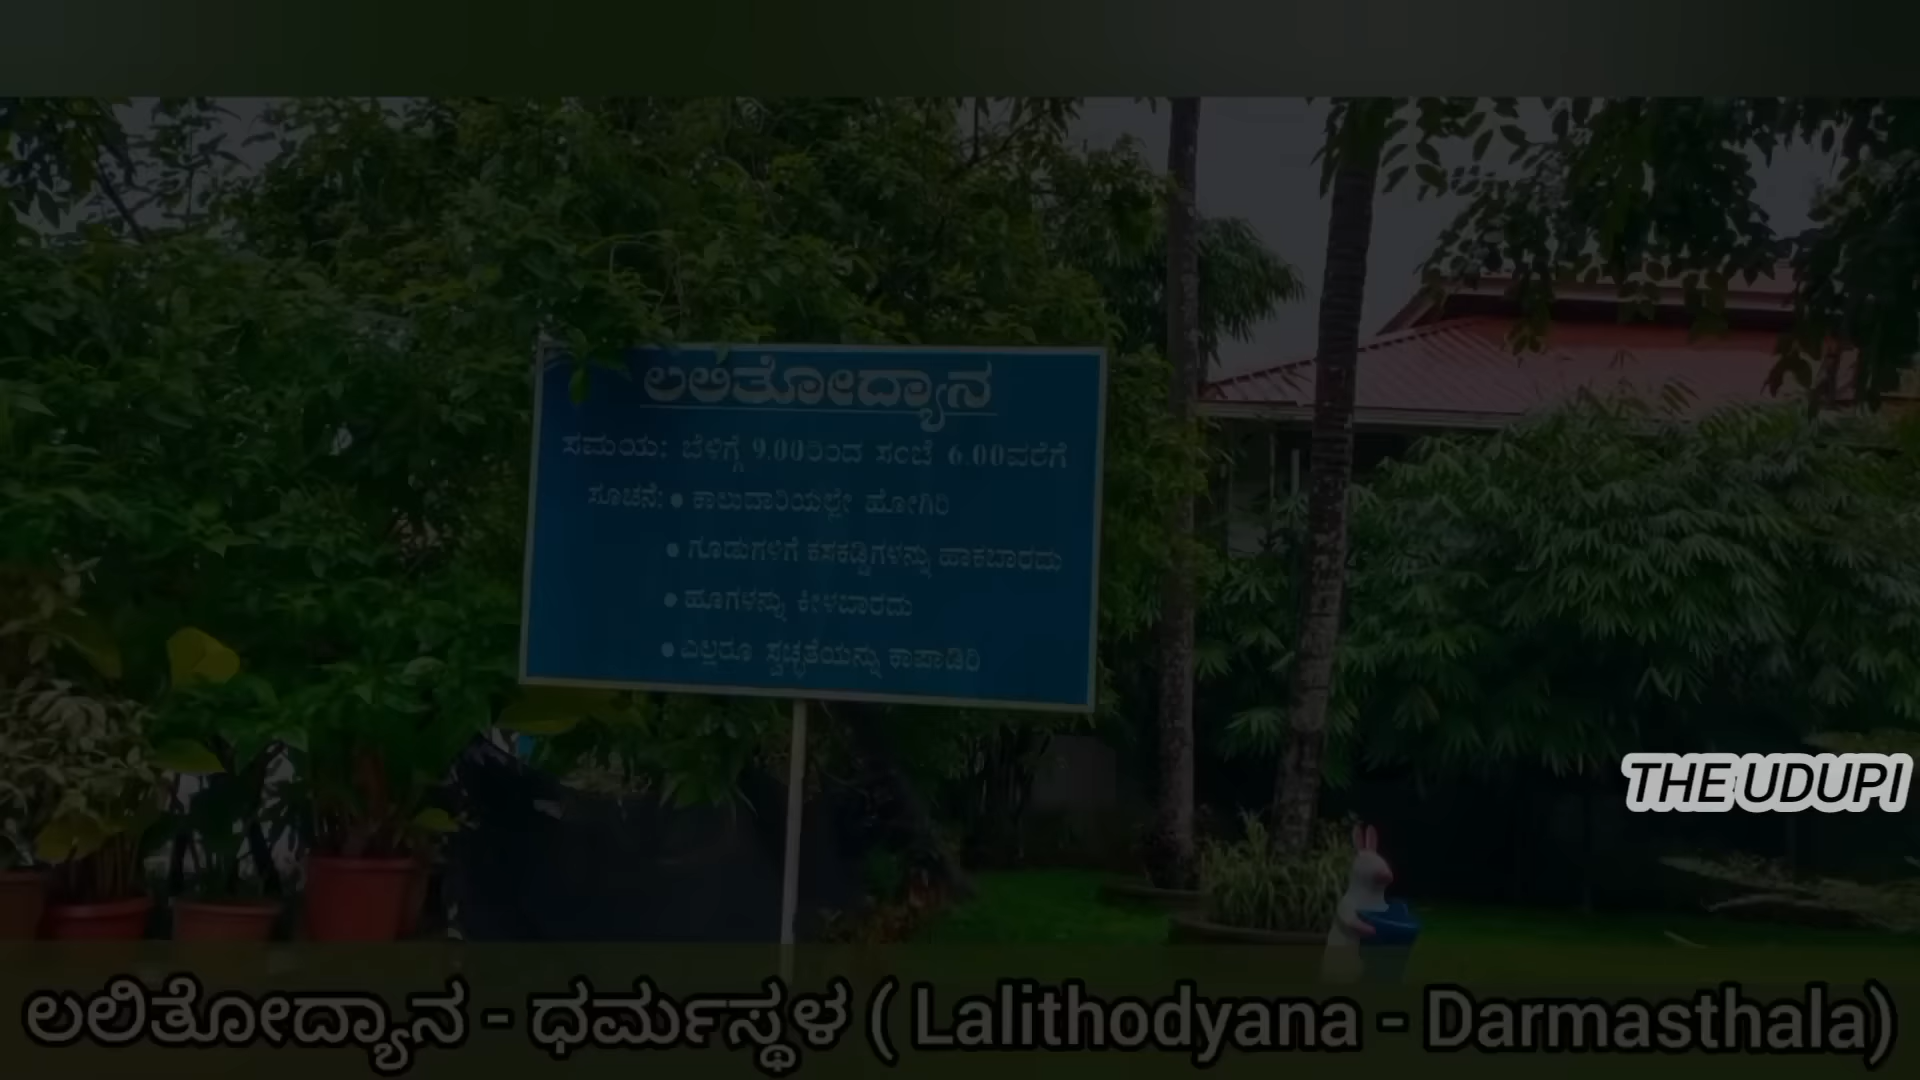 ಲಲಿತೋದ್ಯಾನ
ಸಮಯ: ಬೆಳಿಗ್ಗೆ 9.00ರಿಂದ ಸಂಜೆ 6.00ವರೆಗೆ
ಸೂಚನೆ: • ಕಾಲುದಾರಿಯಲ್ಲೇ ಹೋಗಿರಿ
• ಗೂಡುಗಳಿಗೆ ಕಸಕಡ್ಡಿಗಳನ್ನು ಹಾಕಬಾರದು
• ಹೂಗಳನ್ನು ಕೀಳಬಾರದು
• ಎಲ್ಲರೂ ಸ್ವಚ್ಛತೆಯನ್ನು ಕಾಪಾಡಿರಿ
THE UDUPI
ಲಲಿತೋದ್ಯಾನ - ಧರ್ಮಸ್ಥಳ ( Lalithodyana - Darmasthala)